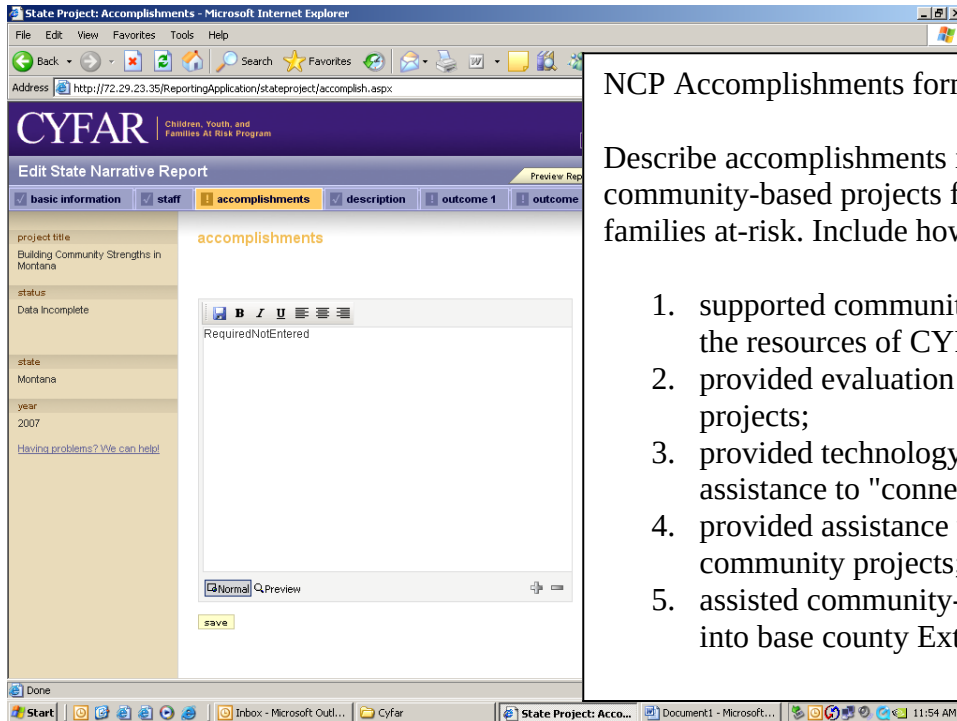 State Project: Accomplishments - Microsoft Internet Explorer
File Edit View Favorites Tools Help
Back Search Favorites
Address http://72.29.23.35/ReportingApplication/stateproject/accomplish.aspx
CYFAR Children, Youth, and
Families At Risk Program
Edit State Narrative Report
Preview Rep
basic information staff accomplishments description outcome 1 outcome
project title
Building Community Strengths in
Montana
status
Data Incomplete
state
Montana
year
2007
Having problems? We can help!
accomplishments
B I U
RequiredNotEntered
Normal Preview
save
NCP Accomplishments for
Describe accomplishments
community-based projects
families at-risk. Include
1. supported
the resources of
2. provided evaluation
projects;
3. provided technology
assistance to "conne
4. provided assistance
community projects
5. assisted community-
into base county Ext
Done
Start Inbox - Microsoft Outl... Cyfar State Project: Acco... Document1 - Microsoft... 11:54 AM